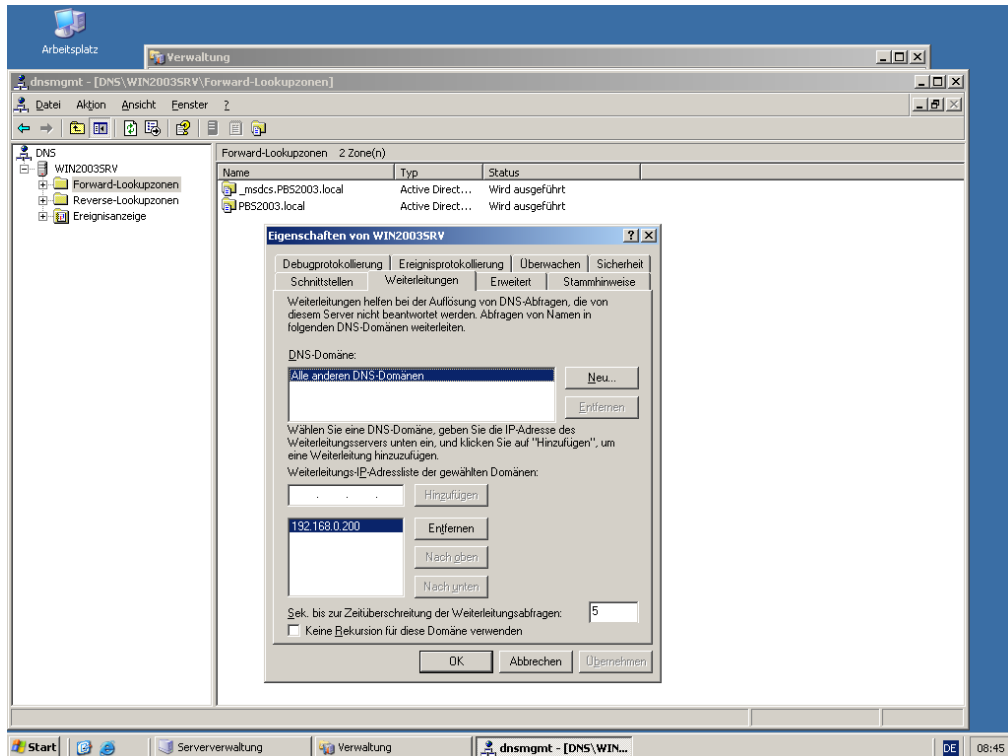 Arbeitsplatz
Verwaltung
dnsmgmt - [DNS\WIN2003SRV\Forward-Lookupzonen]
Datei Aktion Ansicht Fenster ?
DNS
WIN2003SRV
Forward-Lookupzonen
Reverse-Lookupzonen
Ereignisanzeige
Forward-Lookupzonen 2 Zone(n)
Name Typ Status
_msdcs.PBS2003.local Active Direct... Wird ausgeführt
PBS2003.local Active Direct... Wird ausgeführt
Eigenschaften von WIN2003SRV
Debugprotokollierung Ereignisprotokollierung Überwachen Sicherheit
Schnittstellen Weiterleitungen Erweitert Stammhinweise
Weiterleitungen helfen bei der Auflösung von DNS-Abfragen, die von
diesem Server nicht beantwortet werden. Abfragen von Namen in
folgenden DNS-Domänen weiterleiten.
DNS-Domäne:
Alle anderen DNS-Domänen
Neu...
Entfernen
Wählen Sie eine DNS-Domäne, geben Sie die IP-Adresse des
Weiterleitungsservers unten ein, und klicken Sie auf "Hinzufügen", um
eine Weiterleitung hinzuzufügen.
Weiterleitungs-IP-Adressliste der gewählten Domänen:
. . .
Hinzufügen
192.168.0.200
Entfernen
Nach oben
Nach unten
Sek. bis zur Zeitüberschreitung der Weiterleitungsabfragen: 5
Keine Rekursion für diese Domäne verwenden
OK Abbrechen Übernehmen
Start Serververwaltung Verwaltung dnsmgmt - [DNS\WIN... DE 08:45